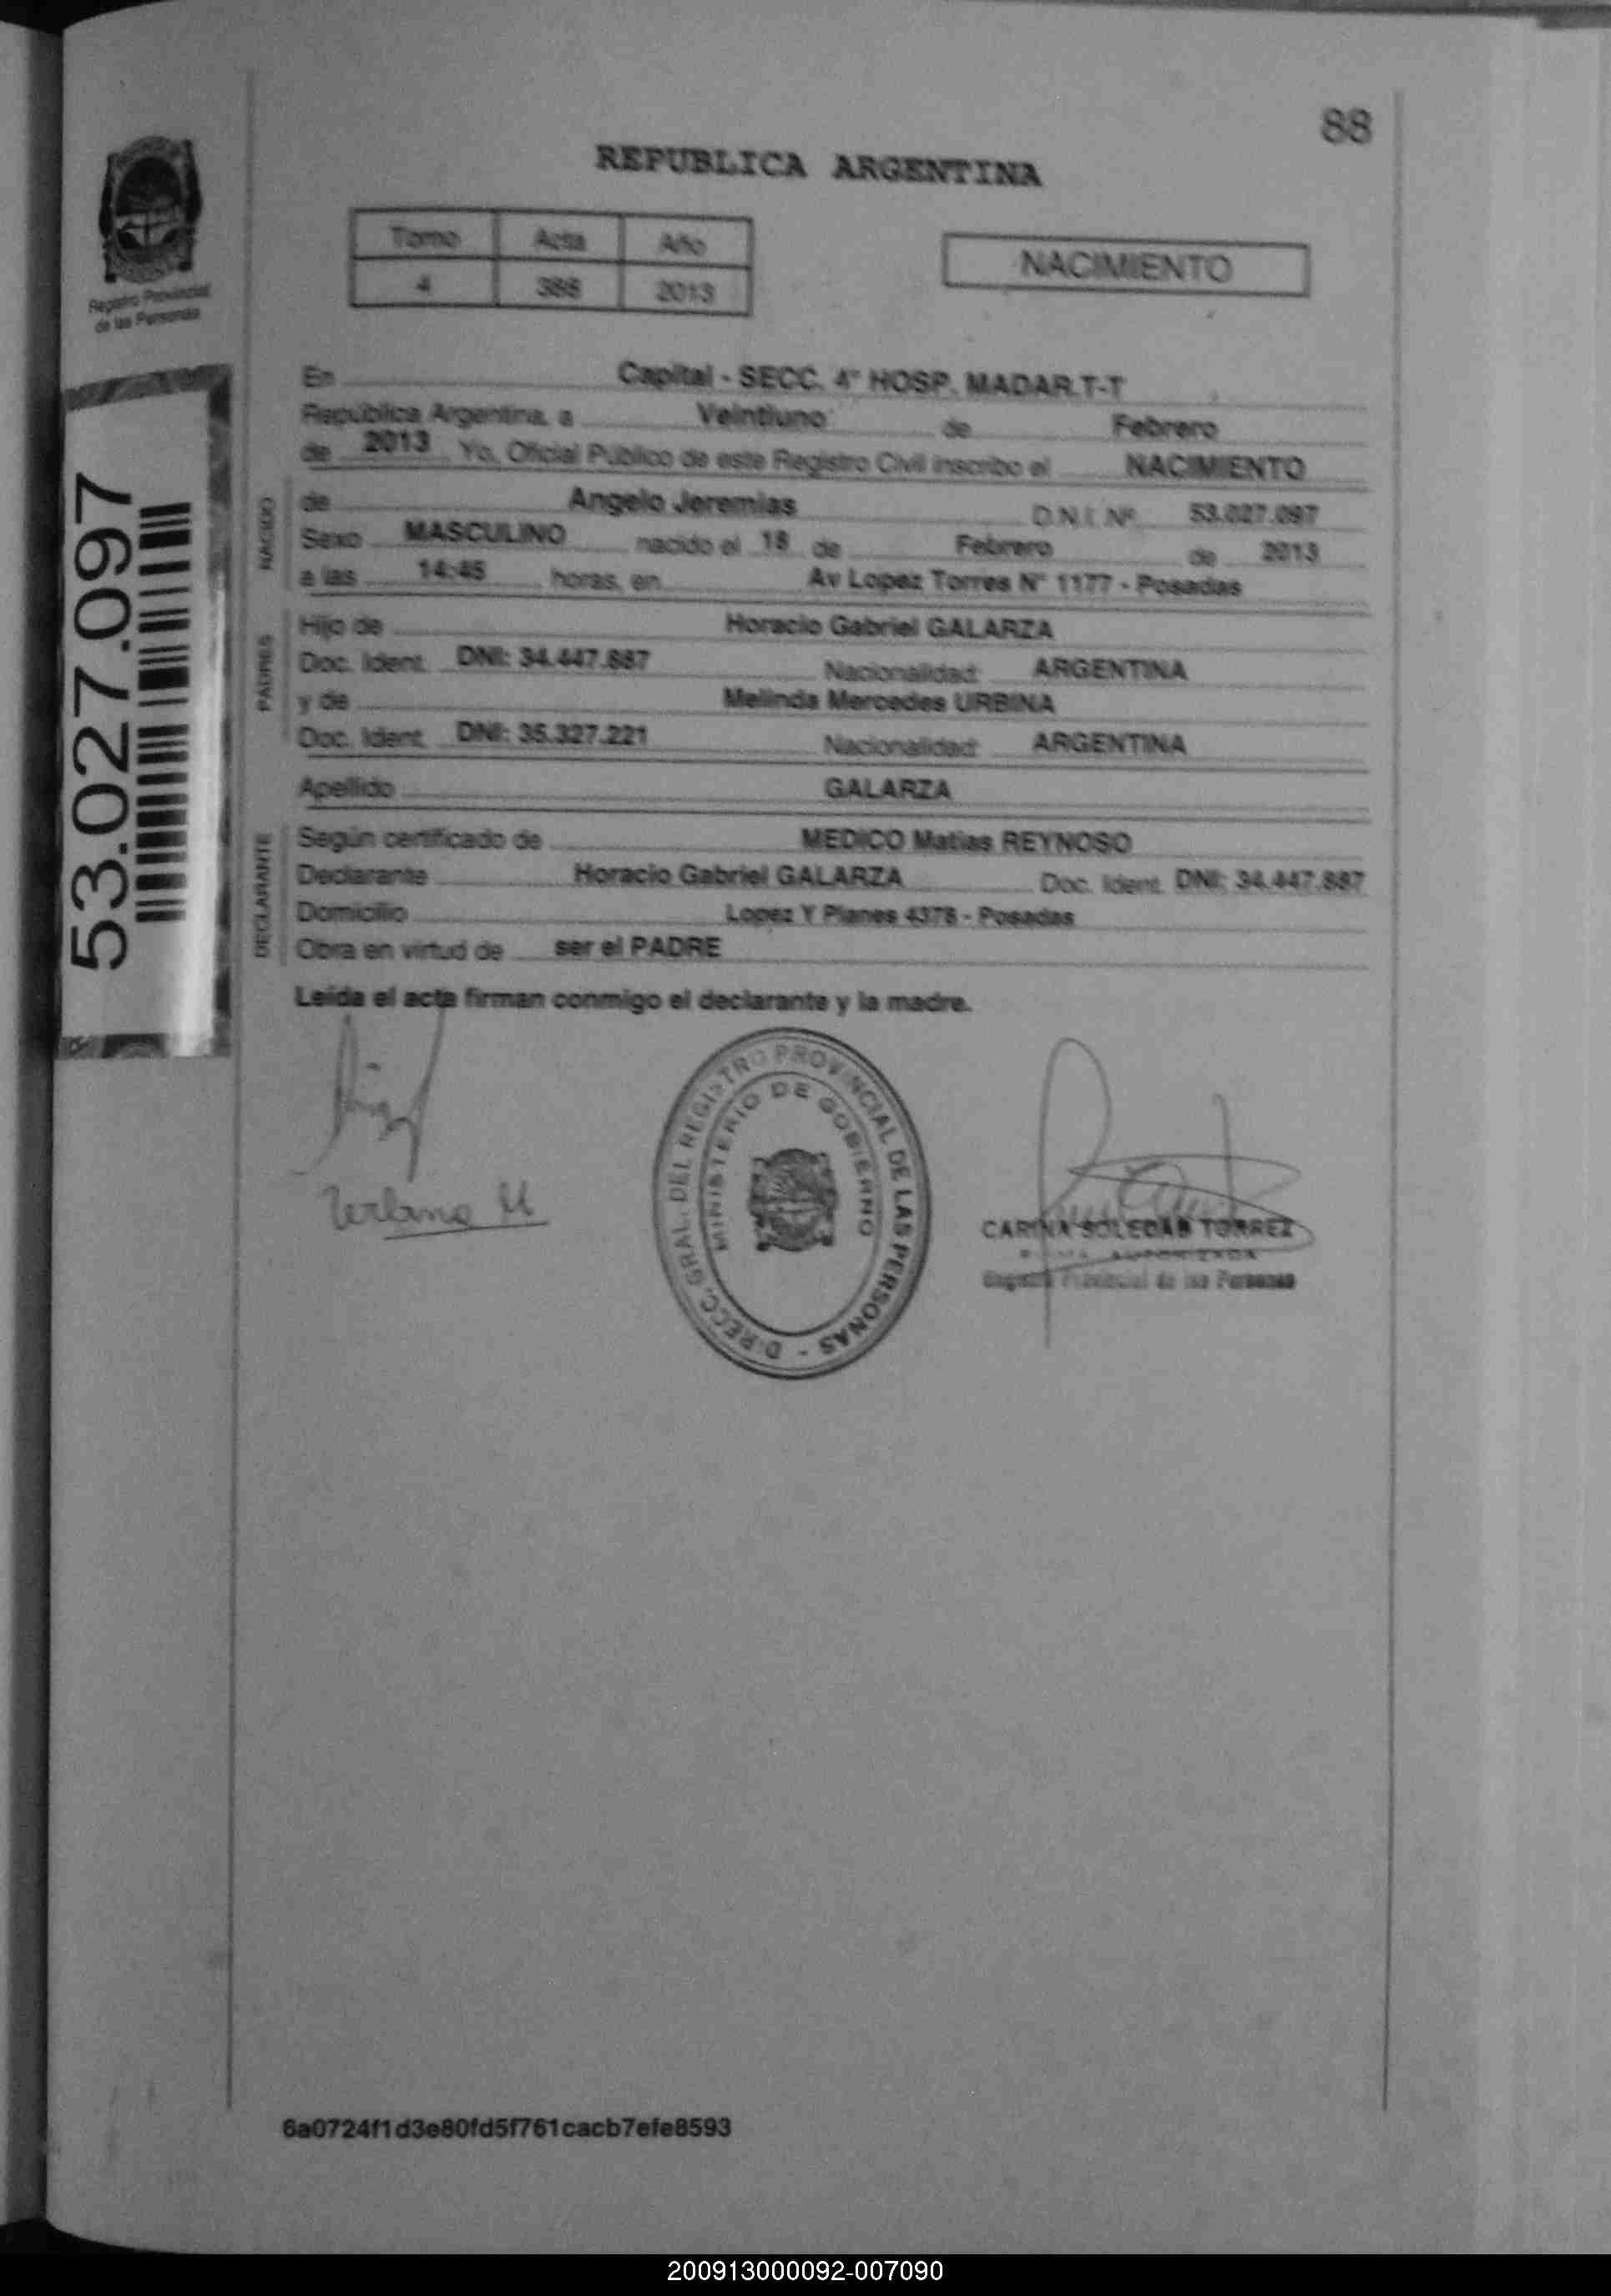 88
REPUBLICA ARGENTINA
Tomo Acta Año
4 386 2013
NACIMIENTO
Registro Provincial
de las Personas
53.027.097
En Capital - SECC. 4° HOSP. MADAR.T-T
República Argentina, a Veintiuno de Febrero
de 2013 Yo, Oficial Público de este Registro Civil inscribo el NACIMIENTO
NACIDO
de Angelo Jeremias D.N.I. Nº 53.027.097
Sexo MASCULINO nacido el 18 de Febrero de 2013
a las 14:45 horas, en Av Lopez Torres N° 1177 - Posadas
PADRES
Hijo de Horacio Gabriel GALARZA
Doc. Ident. DNI: 34.447.887 Nacionalidad: ARGENTINA
y de Melinda Mercedes URBINA
Doc. Ident. DNI: 35.327.221 Nacionalidad: ARGENTINA
Apellido GALARZA
DECLARANTE
Según certificado de MEDICO Matias REYNOSO
Declarante Horacio Gabriel GALARZA Doc. Ident. DNI: 34.447.887
Domicilio Lopez Y Planes 4378 - Posadas
Obra en virtud de ser el PADRE
Leída el acta firman conmigo el declarante y la madre.
DIRECC. GRAL. DEL REGISTRO PROVINCIAL DE LAS PERSONAS -
MINISTERIO DE GOBIERNO
CARINA SOLEDAD TORREZ
Registro Provincial de las Personas
6a0724f1d3e80fd5f761cacb7efe8593
200913000092-007090